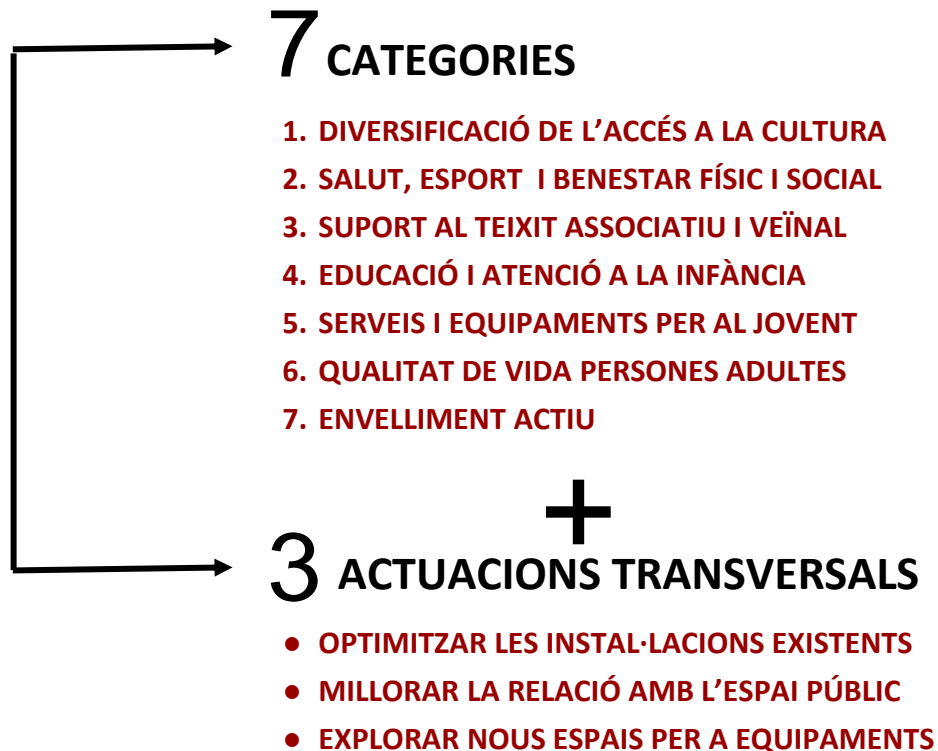 7 CATEGORIES
1. DIVERSIFICACIÓ DE L’ACCÉS A LA CULTURA
2. SALUT, ESPORT I BENESTAR FÍSIC I SOCIAL
3. SUPORT AL TEIXIT ASSOCIATIU I VEÏNAL
4. EDUCACIÓ I ATENCIÓ A LA INFÀNCIA
5. SERVEIS I EQUIPAMENTS PER AL JOVENT
6. QUALITAT DE VIDA PERSONES ADULTES
7. ENVELLIMENT ACTIU
+
3 ACTUACIONS TRANSVERSALS
● OPTIMITZAR LES INSTAL·LACIONS EXISTENTS
● MILLORAR LA RELACIÓ AMB L’ESPAI PÚBLIC
● EXPLORAR NOUS ESPAIS PER A EQUIPAMENTS